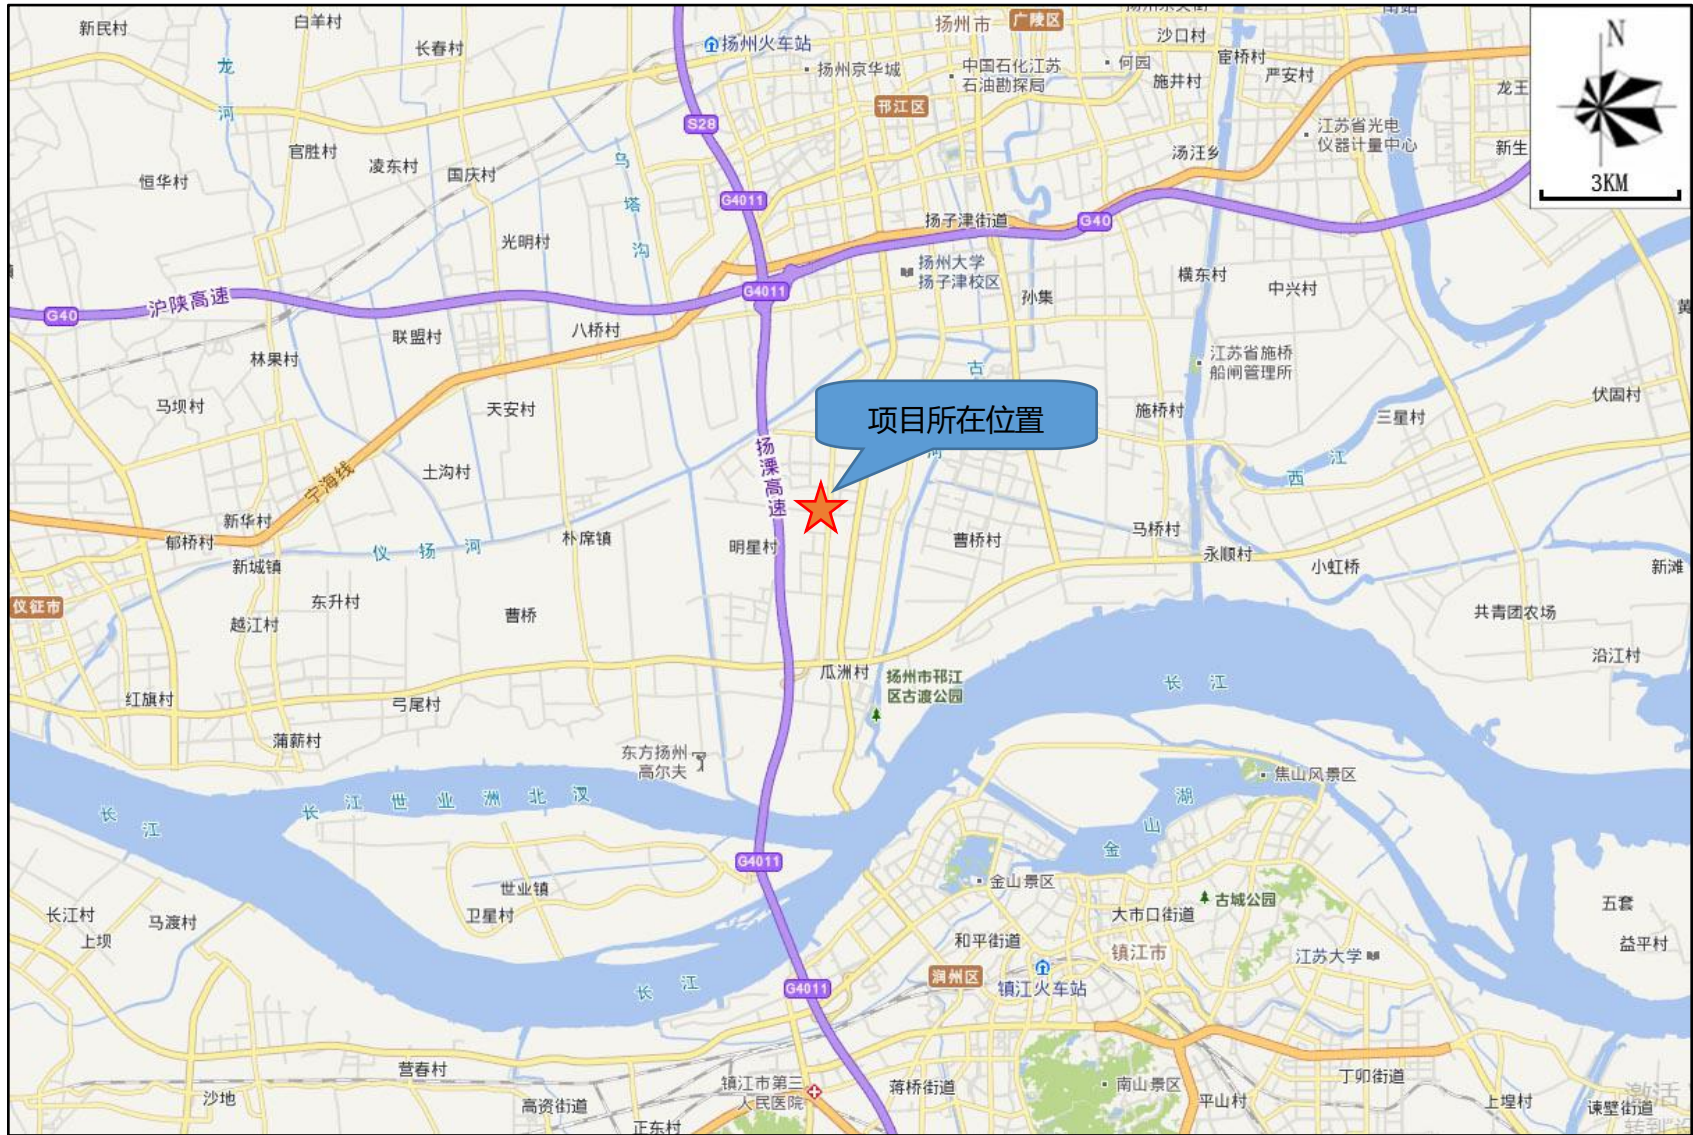 新民村
白羊村
长春村
扬州火车站
扬州市
广陵区
沙口村
宦桥村
严安村
N
龙王
龙
河
扬州京华城
中国石化江苏
石油勘探局
何园
施井村
邗江区
S28
江苏省光电
仪器计量中心
新生
3KM
官胜村
凌东村
国庆村
恒华村
乌
塔
沟
汤汪乡
G4011
扬子津街道
G40
光明村
扬州大学
扬子津校区
横东村
中兴村
孙集
G4011
G40
沪陕高速
联盟村
八桥村
林果村
江苏省施桥
船闸管理所
古
马坝村
天安村
项目所在位置
施桥村
三星村
伏固村
河
扬溧高速
土沟村
宁海线
西
江
新华村
郁桥村
仪
扬
河
朴席镇
明星村
曹桥村
马桥村
永顺村
小虹桥
新滩
新城镇
仪征市
东升村
越江村
曹桥
共青团农场
沿江村
瓜洲村
扬州市邗江
区古渡公园
长
江
红旗村
弓尾村
蒲薪村
东方扬州
高尔夫
焦山风景区
长
江
长
江
世
业
洲
北
汊
湖
山
金
G4011
世业镇
卫星村
金山景区
古城公园
大市口街道
五套
益平村
长江村
上坝
马渡村
和平街道
镇江市
江苏大学
润州区
镇江火车站
长
江
G4011
营春村
沙地
高资街道
正东村
镇江市第三
人民医院
蒋桥街道
南山景区
平山村
丁卯街道
上堭村
谏壁街道
激活